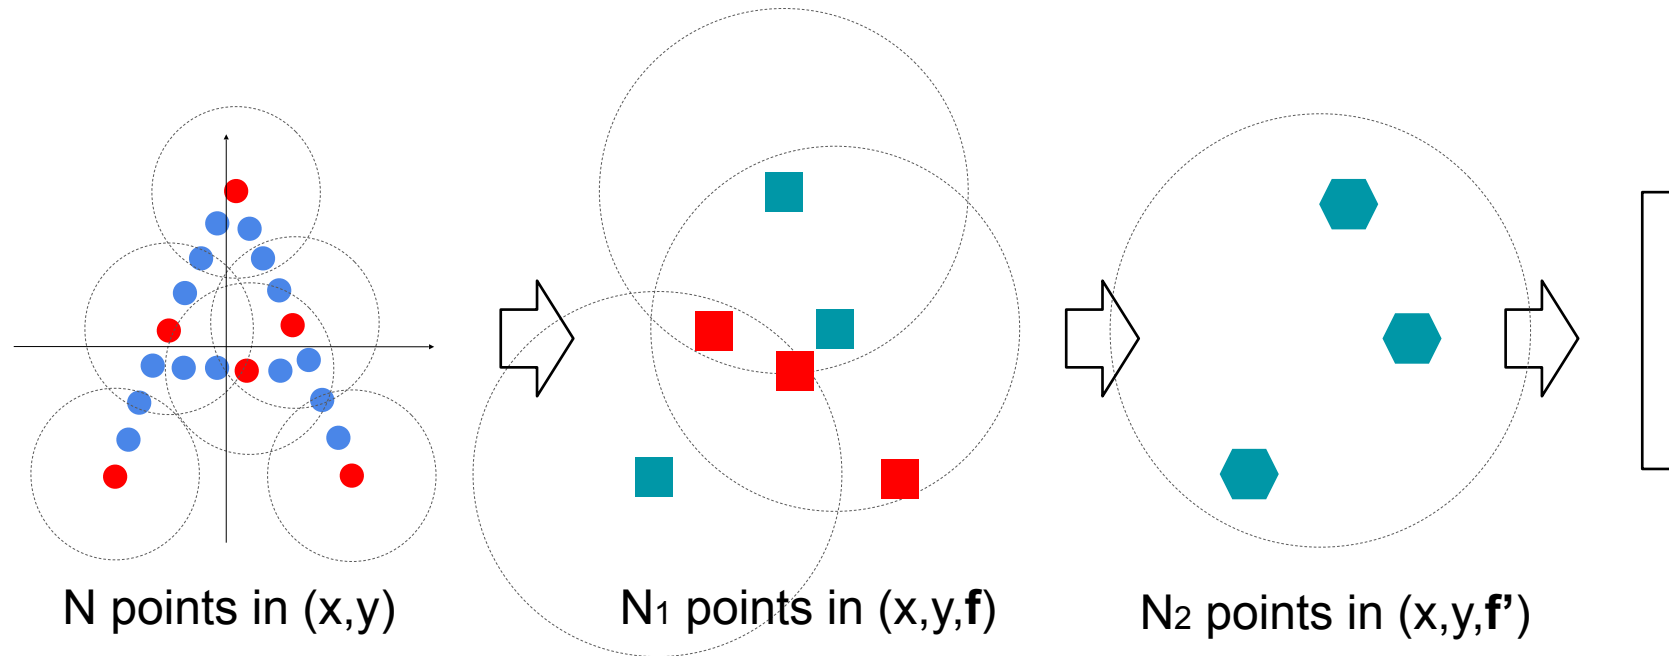 N points in (x,y)
N1 points in (x,y,f)
N2 points in (x,y,f’)